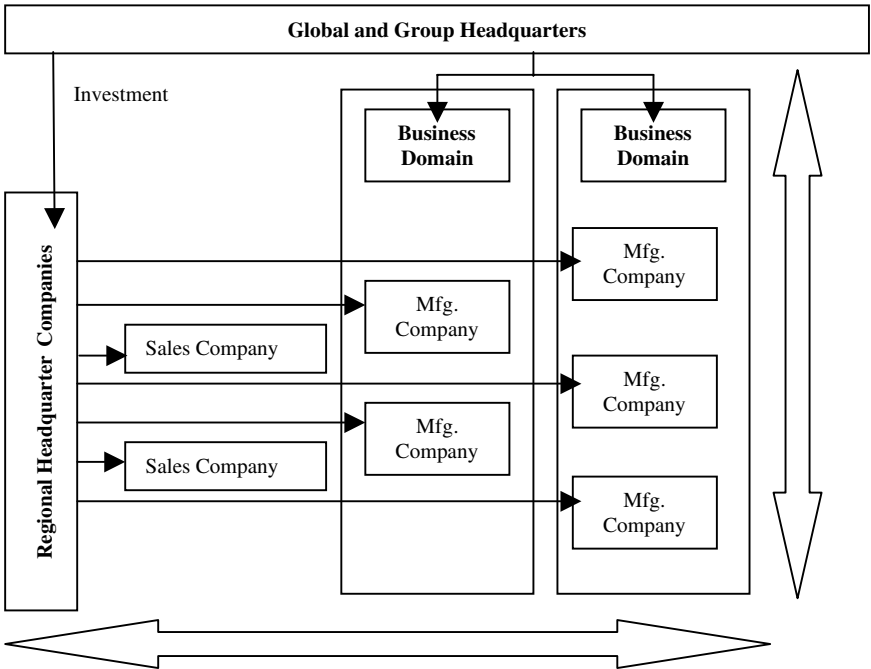 Global and Group Headquarters
Investment
Business
Domain
Business
Domain
Regional Headquarter Companies
Mfg.
Company
Mfg.
Company
Sales Company
Mfg.
Company
Mfg.
Company
Sales Company
Mfg.
Company